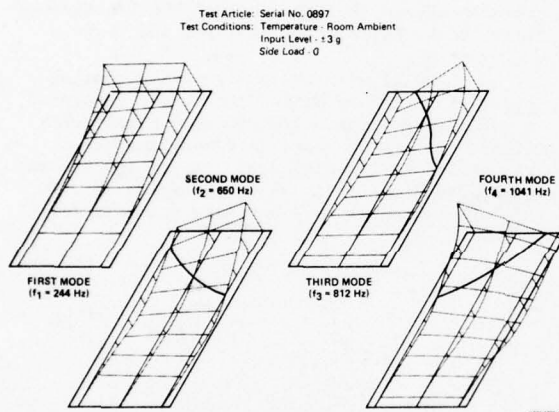 Test Article: Serial No. 0897
Test Conditions: Temperature - Room Ambient
Input Level - ±3 g
Side Load - 0
SECOND MODE
(f₂ = 650 Hz)
FOURTH MODE
(f₄ = 1041 Hz)
FIRST MODE
(f₁ = 244 Hz)
THIRD MODE
(f₃ = 812 Hz)